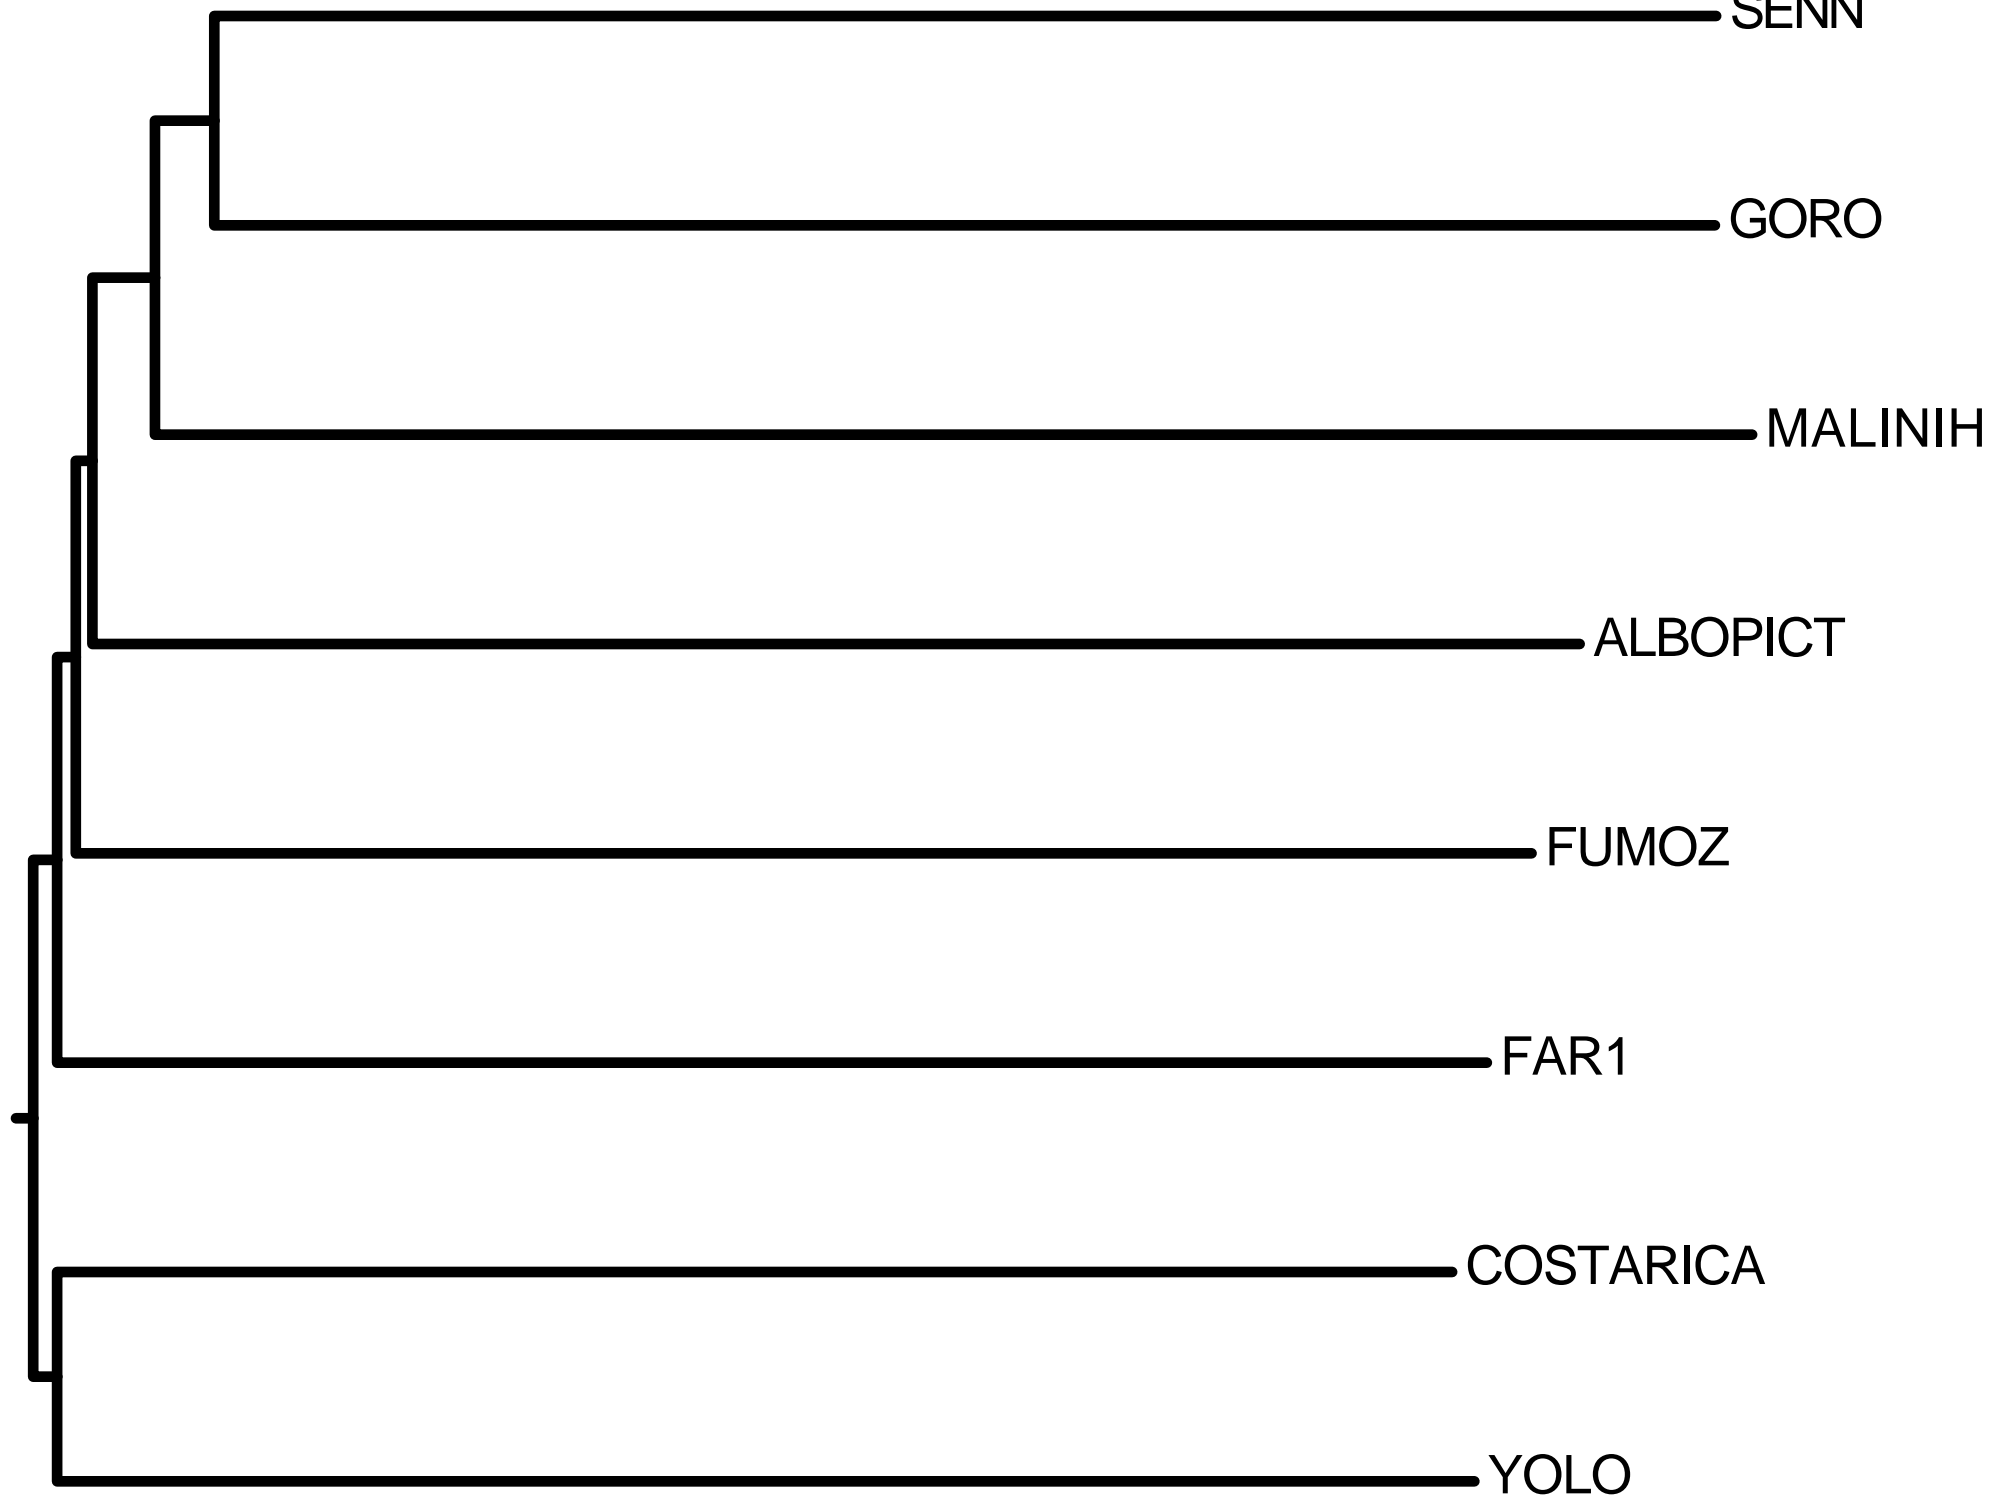 SENN
GORO
MALINIH
ALBOPICT
FUMOZ
FAR1
COSTARICA
YOLO